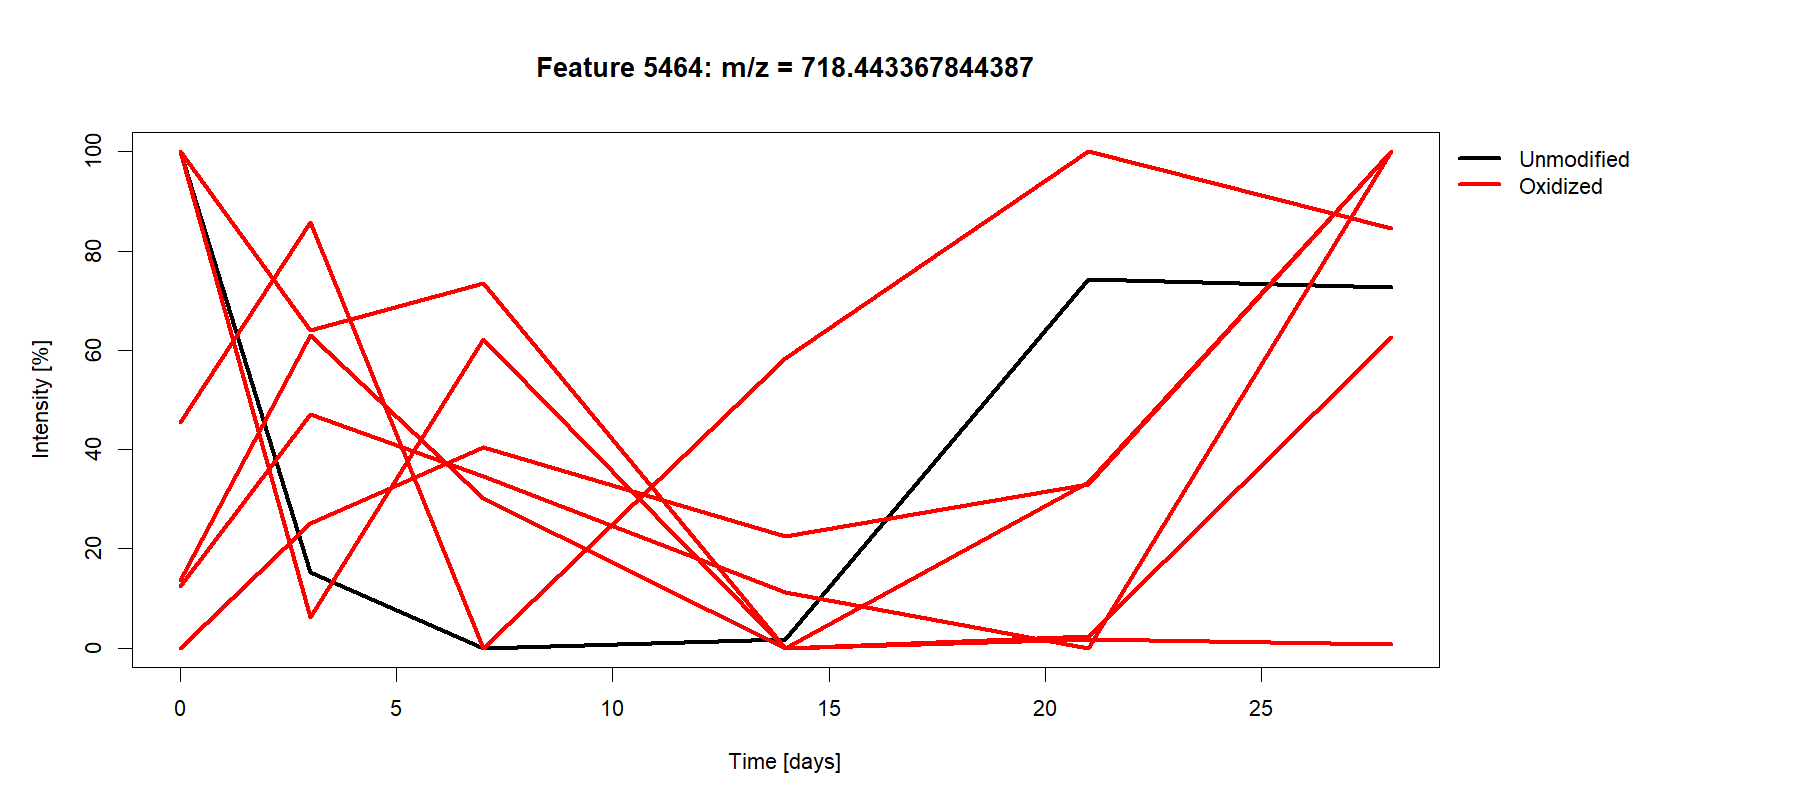 Feature 5464: m/z = 718.443367844387
Unmodified
Oxidized
Intensity [%]
100
80
60
40
20
0
0 5 10 15 20 25
Time [days]